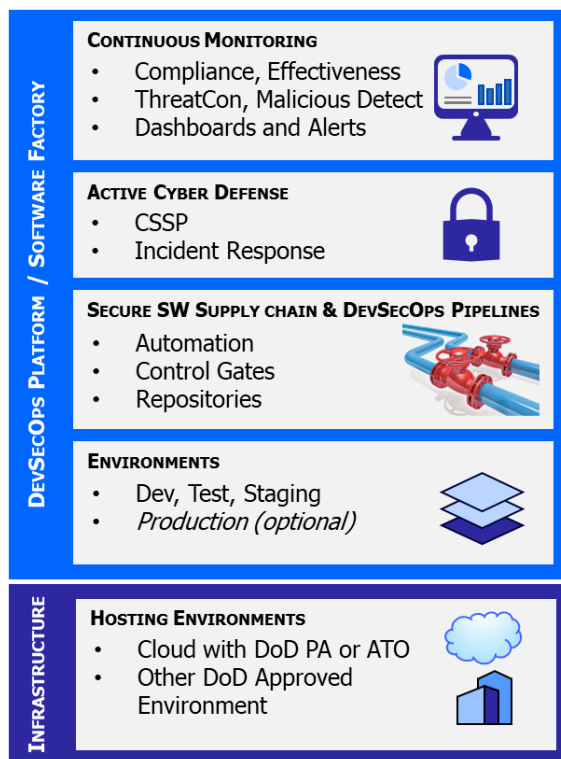 DEVSECOPS PLATFORM / SOFTWARE FACTORY
CONTINUOUS MONITORING
• Compliance, Effectiveness
• ThreatCon, Malicious Detect
• Dashboards and Alerts
ACTIVE CYBER DEFENSE
• CSSP
• Incident Response
SECURE SW SUPPLY CHAIN & DEVSECOPS PIPELINES
• Automation
• Control Gates
• Repositories
ENVIRONMENTS
• Dev, Test, Staging
• Production (optional)
INFRASTRUCTURE
HOSTING ENVIRONMENTS
• Cloud with DoD PA or ATO
• Other DoD Approved
Environment